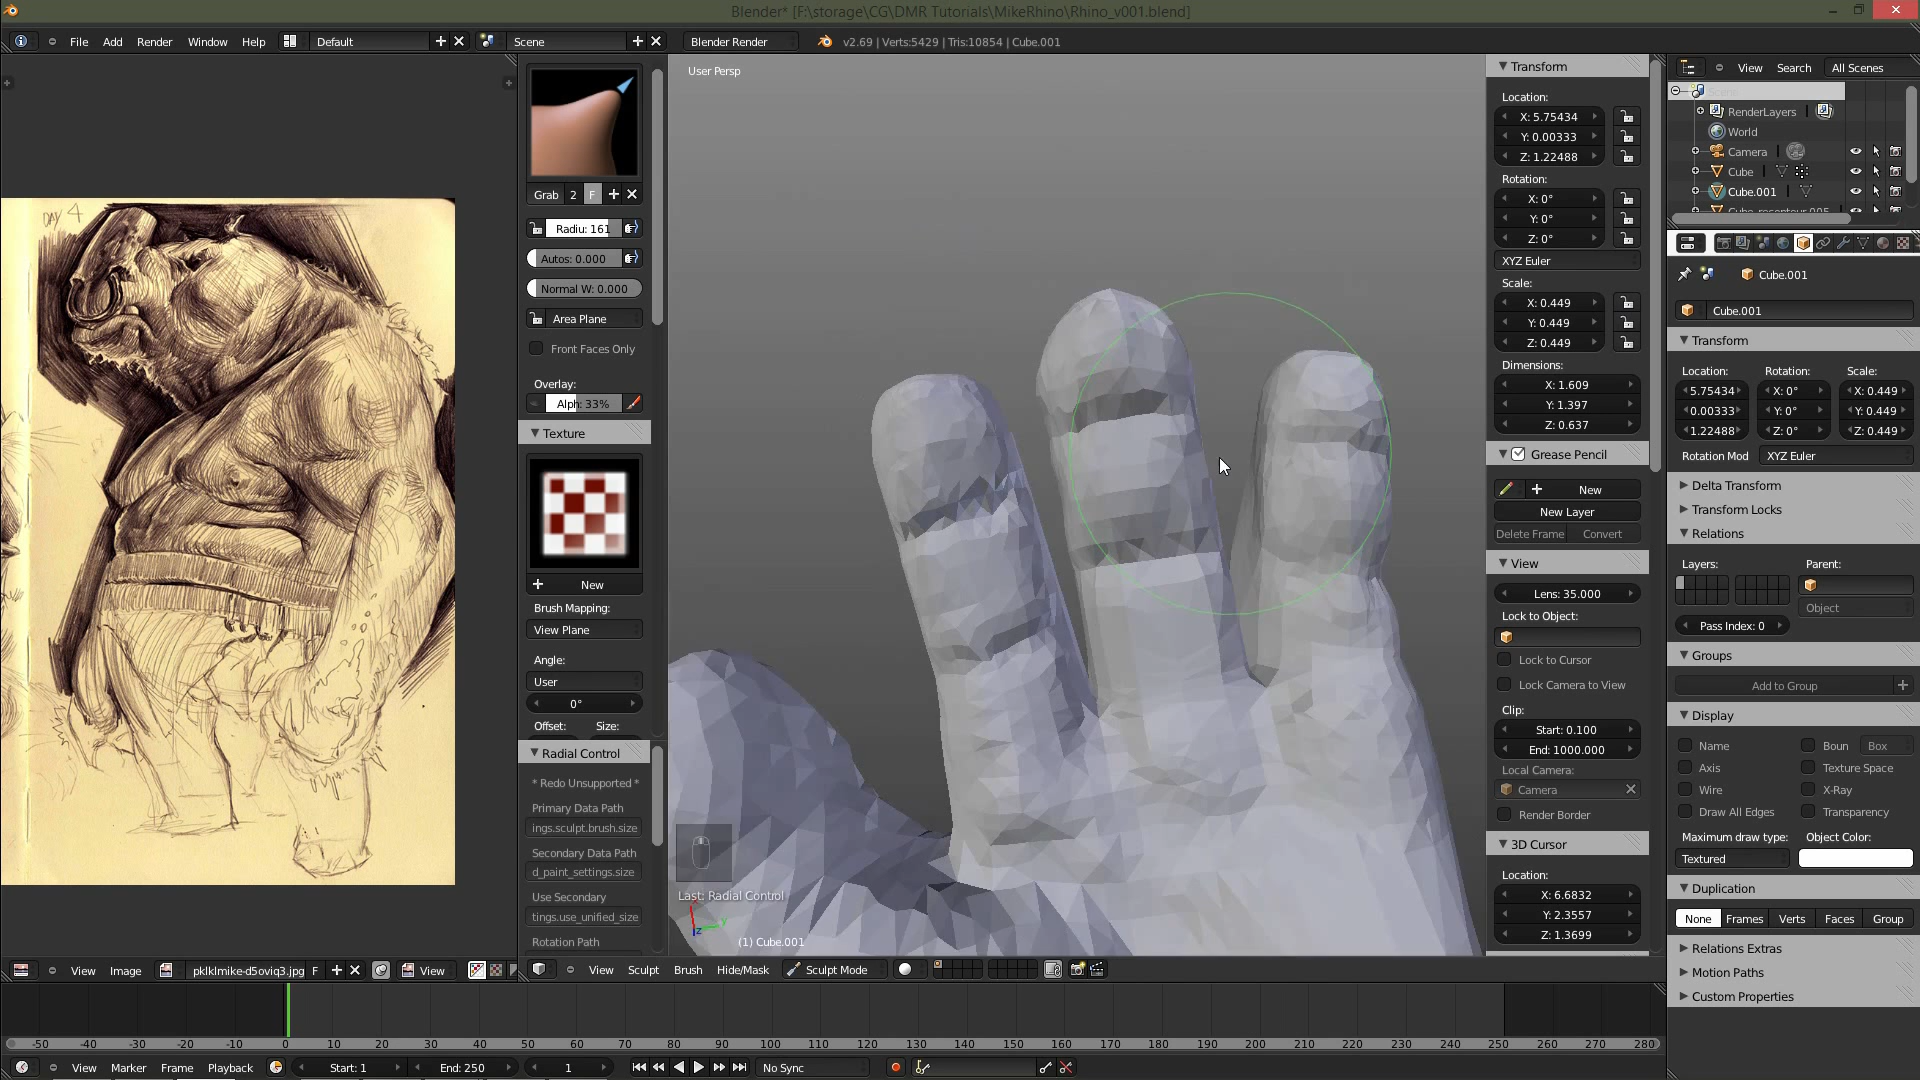 Blender* [F:\storage\CG\DMR Tutorials\MikeRhino\Rhino_v001.blend]
File Add Render Window Help Default Scene Blender Render v2.69 | Verts:5429 | Tris:10854 | Cube.001
DAY 4
Grab 2 F
Radiu: 161
Autos: 0.000
Normal W: 0.000
Area Plane
Front Faces Only
Overlay:
Alph: 33%
Texture
New
Brush Mapping:
View Plane
Angle:
User
0°
Offset: Size:
Radial Control
* Redo Unsupported *
Primary Data Path
ings.sculpt.brush.size
Secondary Data Path
d_paint_settings.size
Use Secondary
tings.use_unified_size
Rotation Path
User Persp
Last: Radial Control
(1) Cube.001
Transform
Location:
X: 5.75434
Y: 0.00333
Z: 1.22488
Rotation:
X: 0°
Y: 0°
Z: 0°
XYZ Euler
Scale:
X: 0.449
Y: 0.449
Z: 0.449
Dimensions:
X: 1.609
Y: 1.397
Z: 0.637
Grease Pencil
New
New Layer
Delete Frame Convert
View
Lens: 35.000
Lock to Object:
Lock to Cursor
Lock Camera to View
Clip:
Start: 0.100
End: 1000.000
Local Camera:
Camera
Render Border
3D Cursor
Location:
X: 6.6832
Y: 2.3557
Z: 1.3699
View Search All Scenes
RenderLayers
World
Camera
Cube
Cube.001
Cube.001
Cube.001
Transform
Location: Rotation: Scale:
5.75434 X: 0° X: 0.449
0.00333 Y: 0° Y: 0.449
1.22488 Z: 0° Z: 0.449
Rotation Mod XYZ Euler
Delta Transform
Transform Locks
Relations
Layers: Parent:
Object
Pass Index: 0
Groups
Add to Group
Display
Name Boun Box
Axis Texture Space
Wire X-Ray
Draw All Edges Transparency
Maximum draw type: Object Color:
Textured
Duplication
None Frames Verts Faces Group
Relations Extras
Motion Paths
Custom Properties
View Image pklklmike-d5oviq3.jpg F View
View Sculpt Brush Hide/Mask Sculpt Mode
-50 -40 -30 -20 -10 0 10 20 30 40 50 60 70 80 90 100 110 120 130 140 150 160 170 180 190 200 210 220 230 240 250 260 270 280
View Marker Frame Playback Start: 1 End: 250 1 No Sync